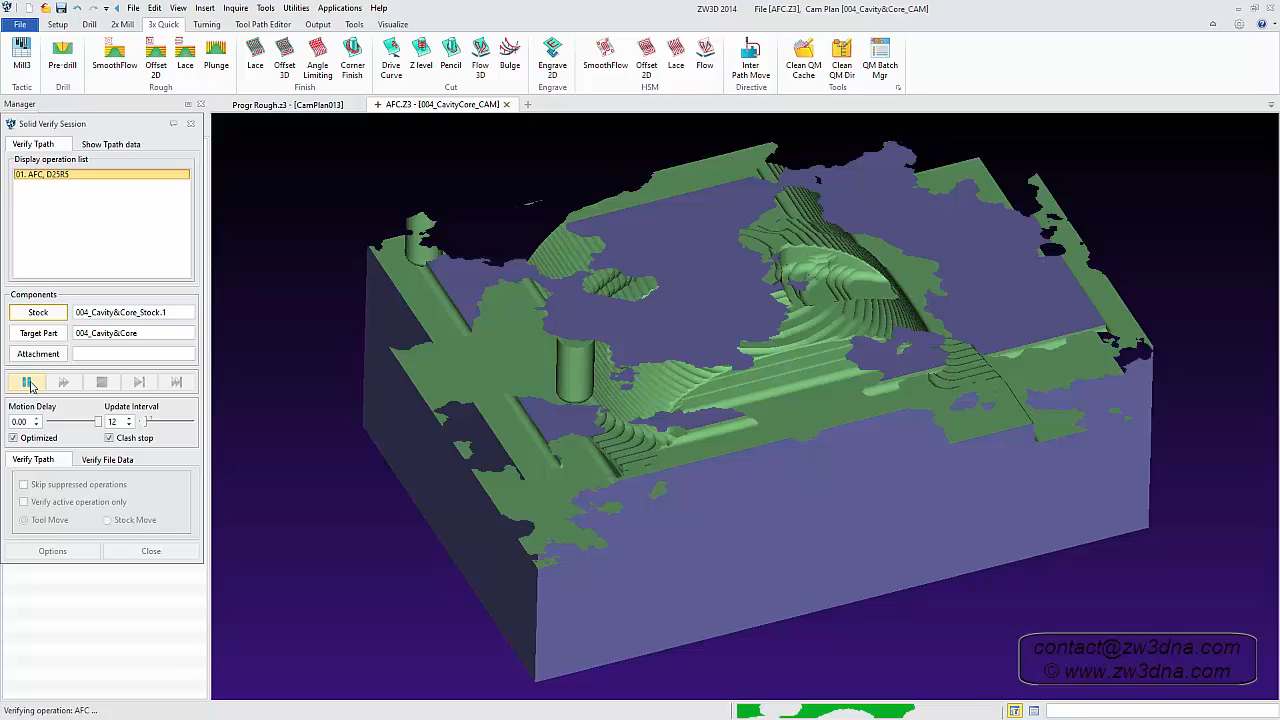 File Edit View Insert Inquire Tools Utilities Applications Help
ZW3D 2014 File [AFC.Z3], Cam Plan [004_Cavity&Core_CAM]
File Setup Drill 2x Mill 3x Quick Turning Tool Path Editor Output Tools Visualize
Mill3 Pre-drill SmoothFlow Offset 2D Lace Plunge Lace Offset 3D Angle Limiting Corner Finish Drive Curve Z level Pencil Flow 3D Bulge Engrave 2D SmoothFlow Offset 2D Lace Flow Inter Path Move Clean QM Cache Clean QM Dir QM Batch Mgr
Tactic Drill Rough Finish Cut Engrave HSM Directive Tools
Manager
Progr Rough.z3 - [CamPlan013]
AFC.Z3 - [004_CavityCore_CAM]
Solid Verify Session
Verify Tpath Show Tpath data
Display operation list
01. AFC, D25R5
Components
Stock 004_Cavity&Core_Stock.1
Target Part 004_Cavity&Core
Attachment
Motion Delay Update Interval
0.00 12
Optimized Clash stop
Verify Tpath Verify File Data
Skip suppressed operations
Verify active operation only
Tool Move Stock Move
Options Close
contact@zw3dna.com
© www.zw3dna.com
Verifying operation: AFC ...